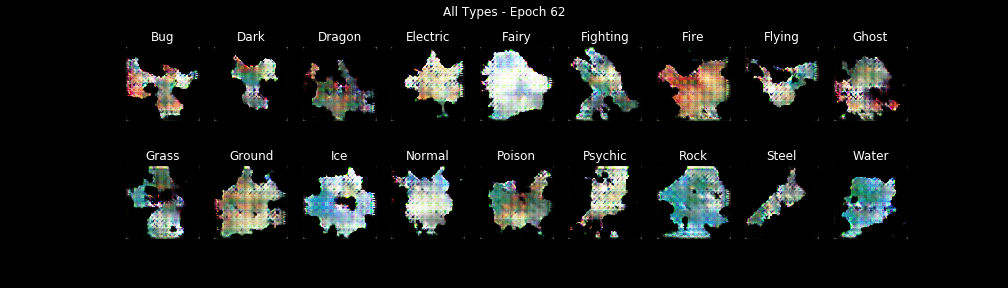 All Types - Epoch 62
Bug Dark Dragon Electric Fairy Fighting Fire Flying Ghost
Grass Ground Ice Normal Poison Psychic Rock Steel Water